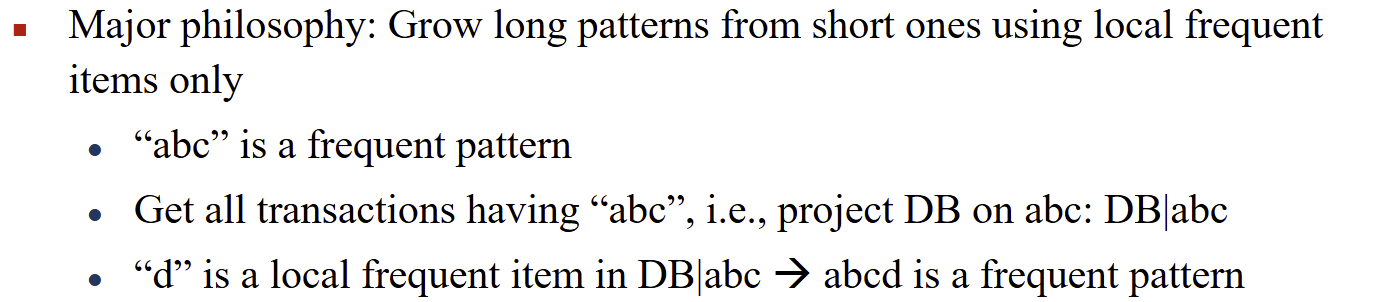 ▪ Major philosophy: Grow long patterns from short ones using local frequent
items only
• “abc” is a frequent pattern
• Get all transactions having “abc”, i.e., project DB on abc: DB|abc
• “d” is a local frequent item in DB|abc → abcd is a frequent pattern